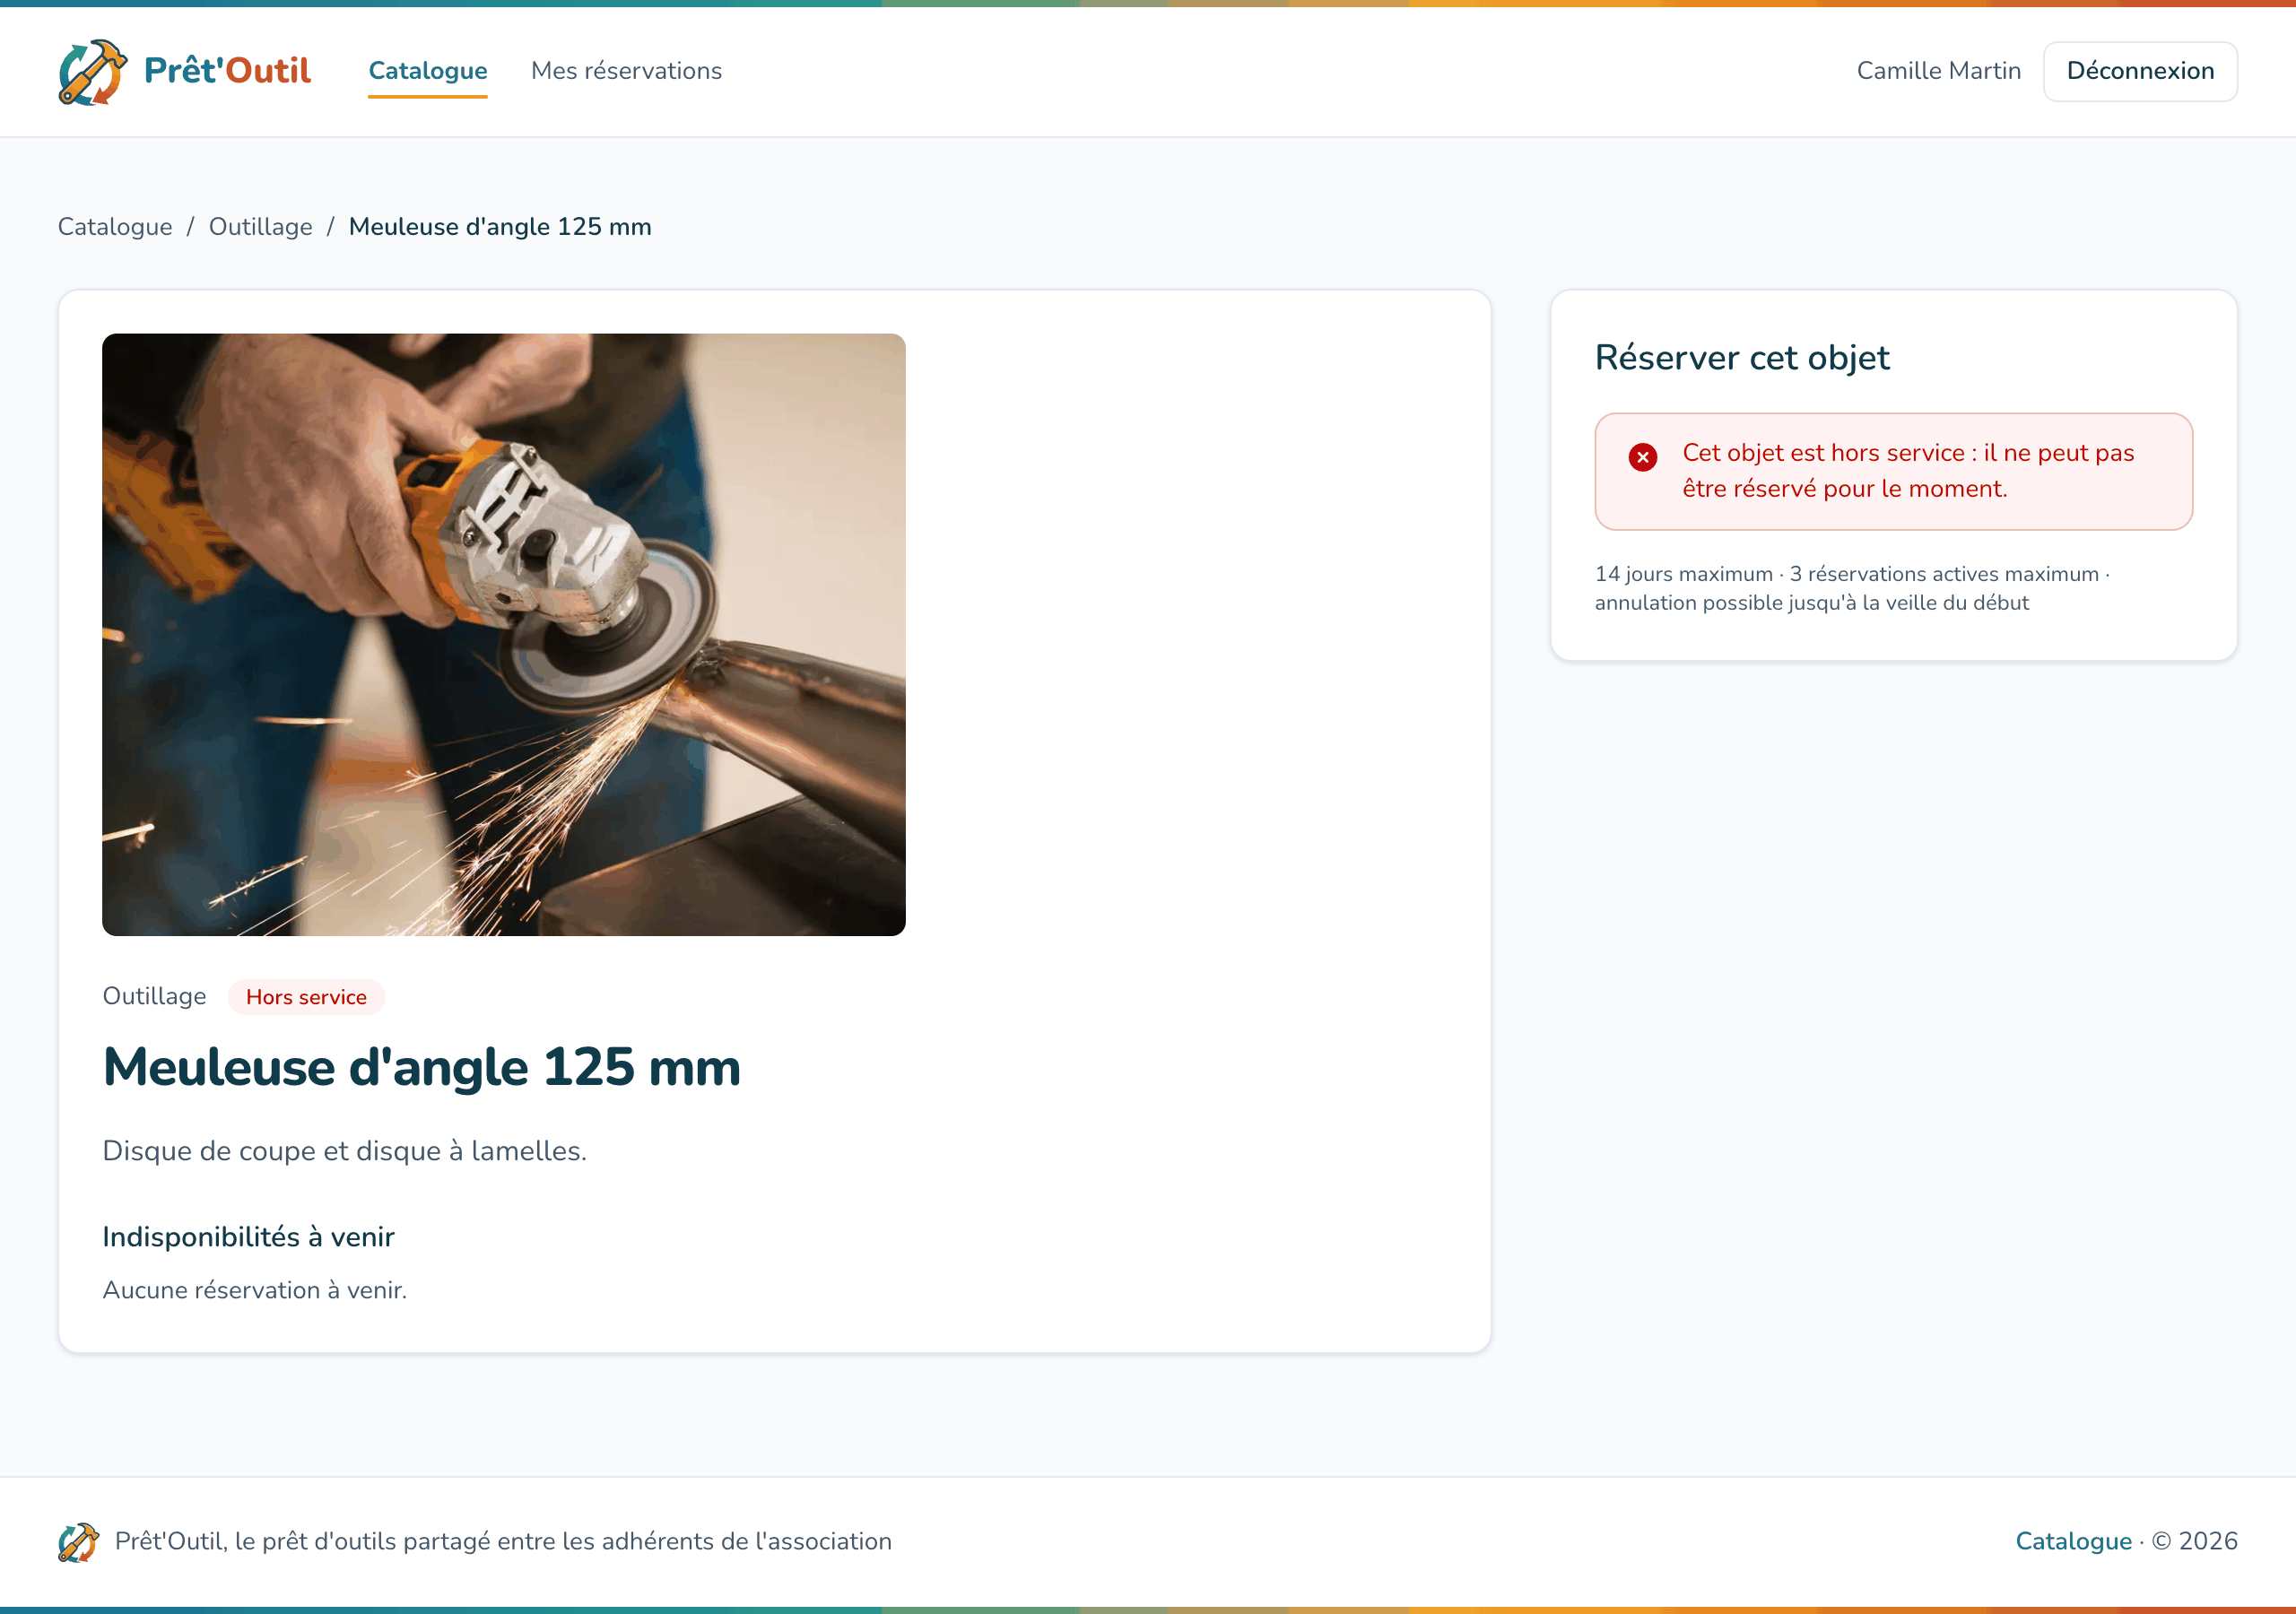 Prêt'Outil
Catalogue
Mes réservations
Camille Martin
Déconnexion
Catalogue / Outillage / Meuleuse d'angle 125 mm
Outillage
Hors service
Meuleuse d'angle 125 mm
Disque de coupe et disque à lamelles.
Indisponibilités à venir
Aucune réservation à venir.
Réserver cet objet
Cet objet est hors service : il ne peut pas
être réservé pour le moment.
14 jours maximum · 3 réservations actives maximum ·
annulation possible jusqu'à la veille du début
Prêt'Outil, le prêt d'outils partagé entre les adhérents de l'association
Catalogue · © 2026